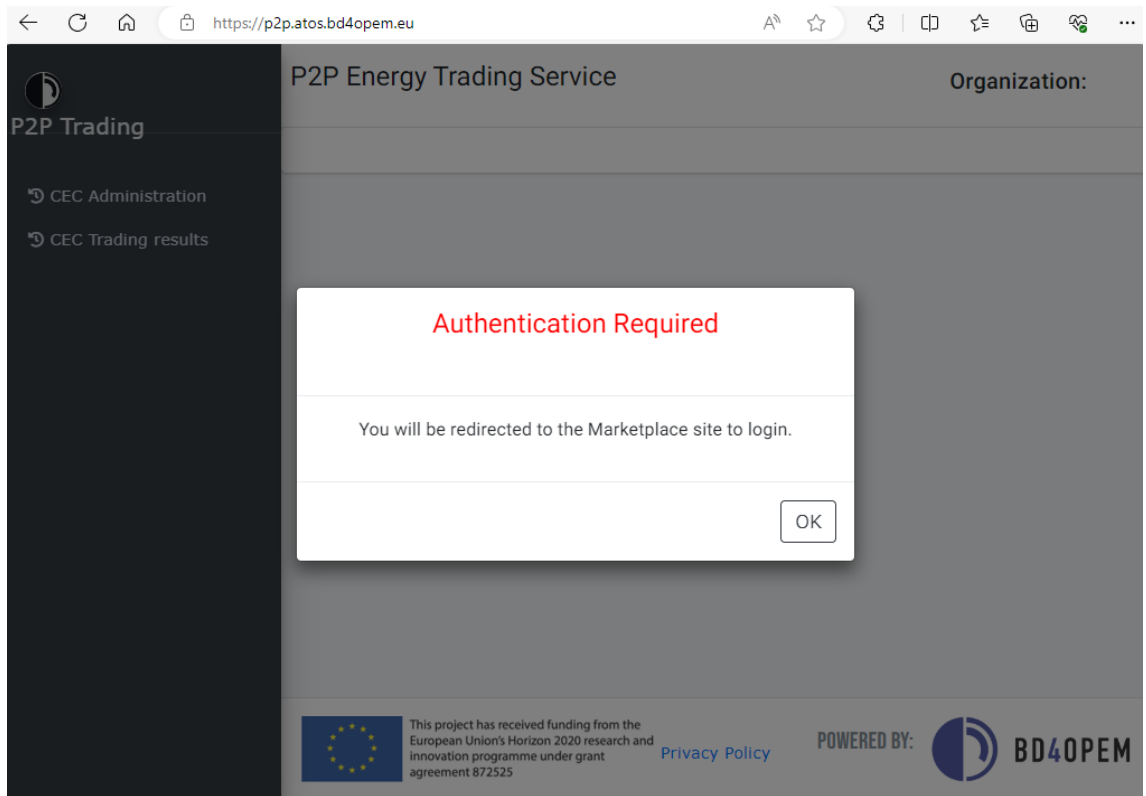 https://p2p.atos.bd4opem.eu
P2P Trading
CEC Administration
CEC Trading results
P2P Energy Trading Service
Organization:
Authentication Required
You will be redirected to the Marketplace site to login.
OK
This project has received funding from the
European Union's Horizon 2020 research and
innovation programme under grant
agreement 872525
Privacy Policy
POWERED BY:
BD4OPEM